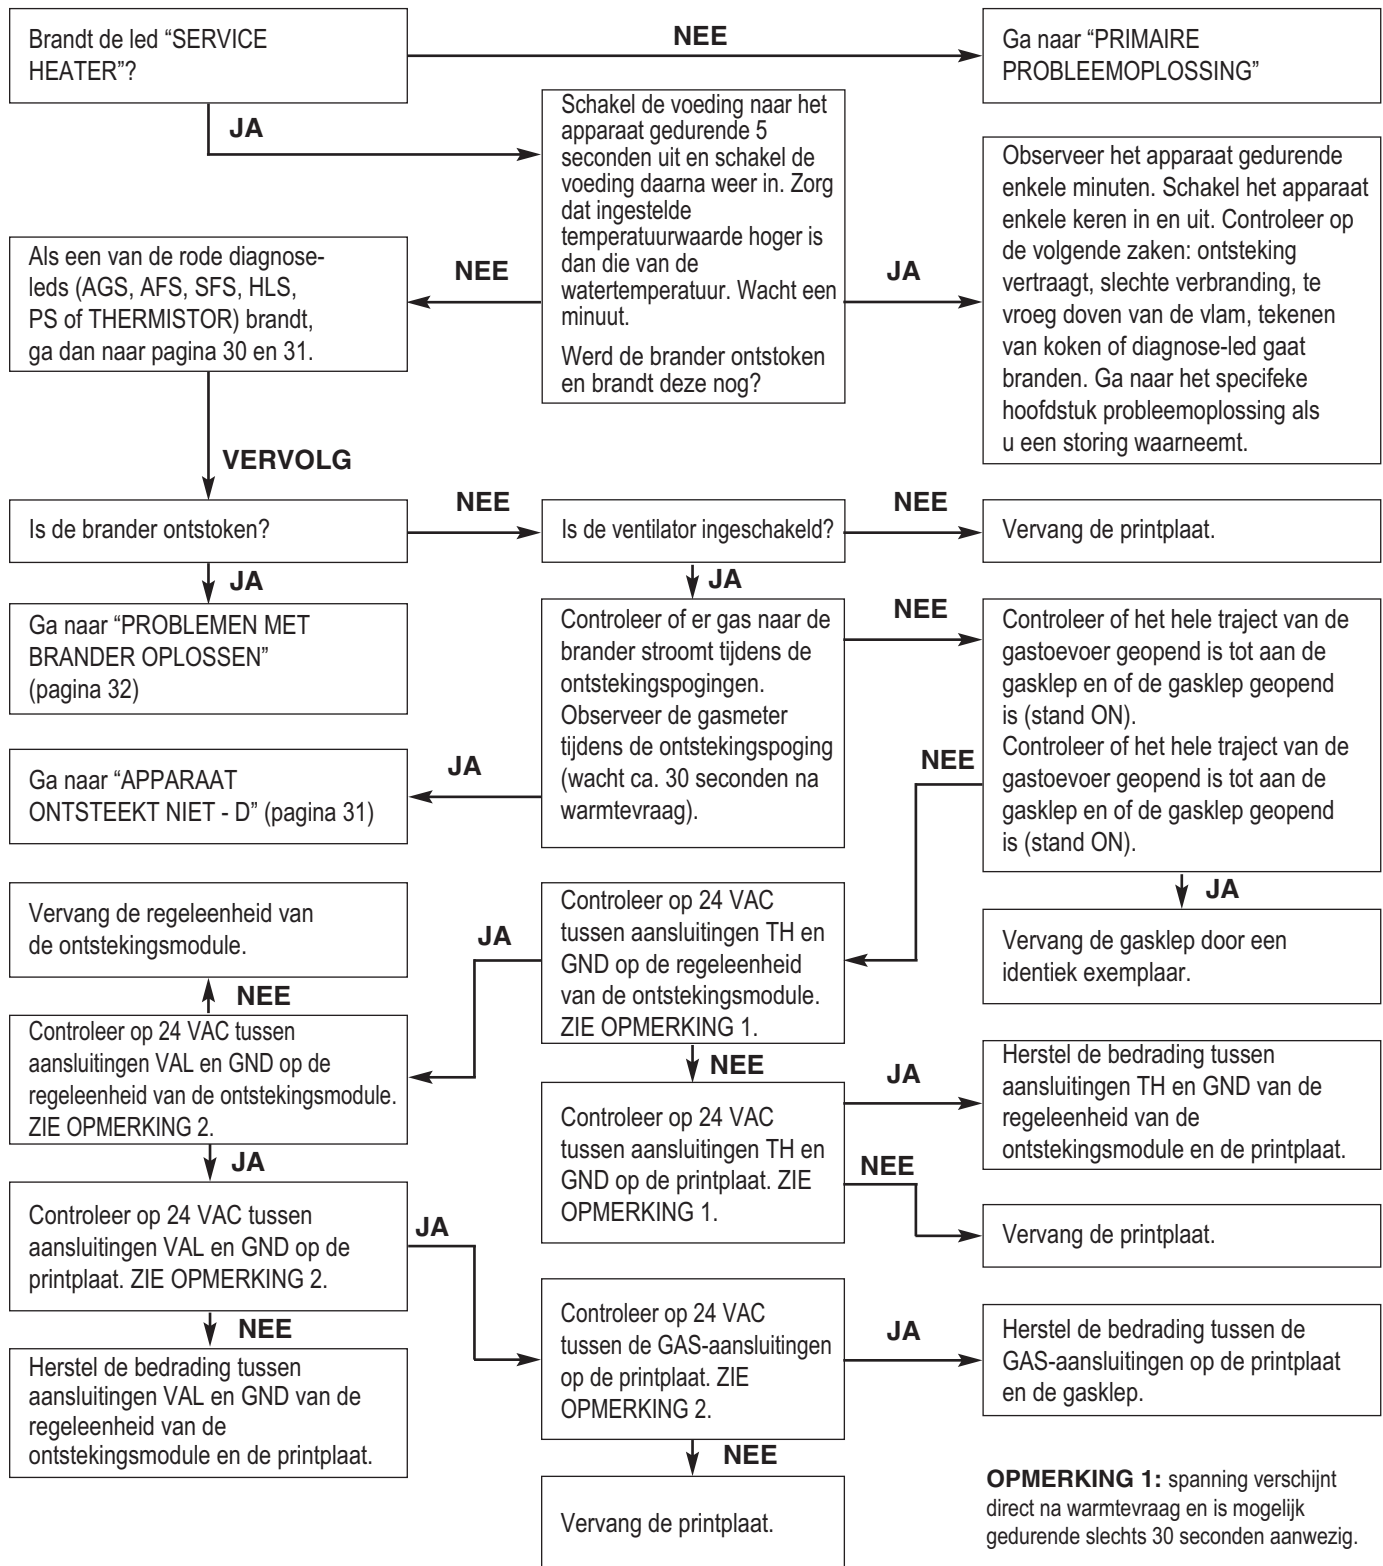 Brandt de led “SERVICE
HEATER”?
NEE
Ga naar “PRIMAIRE
PROBLEEMOPLOSSING”
JA
Schakel de voeding naar het
apparaat gedurende 5
seconden uit en schakel de
voeding daarna weer in. Zorg
dat ingestelde
temperatuurwaarde hoger is
dan die van de
watertemperatuur. Wacht een
minuut.
Werd de brander ontstoken
en brandt deze nog?
JA
Observeer het apparaat gedurende
enkele minuten. Schakel het apparaat
enkele keren in en uit. Controleer op
de volgende zaken: ontsteking
vertraagt, slechte verbranding, te
vroeg doven van de vlam, tekenen
van koken of diagnose-led gaat
branden. Ga naar het specifeke
hoofdstuk probleemoplossing als
u een storing waarneemt.
NEE
Als een van de rode diagnose-
leds (AGS, AFS, SFS, HLS,
PS of THERMISTOR) brandt,
ga dan naar pagina 30 en 31.
VERVOLG
Is de brander ontstoken?
NEE
Is de ventilator ingeschakeld?
NEE
Vervang de printplaat.
JA
Ga naar “PROBLEMEN MET
BRANDER OPLOSSEN”
(pagina 32)
JA
Controleer of er gas naar de
brander stroomt tijdens de
ontstekingspogingen.
Observeer de gasmeter
tijdens de ontstekingspoging
(wacht ca. 30 seconden na
warmtevraag).
NEE
Controleer of het hele traject van de
gastoevoer geopend is tot aan de
gasklep en of de gasklep geopend
is (stand ON).
Controleer of het hele traject van de
gastoevoer geopend is tot aan de
gasklep en of de gasklep geopend
is (stand ON).
JA
Ga naar “APPARAAT
ONTSTEEKT NIET - D” (pagina 31)
NEE
JA
Vervang de gasklep door een
identiek exemplaar.
Controleer op 24 VAC
tussen aansluitingen TH en
GND op de regeleenheid
van de ontstekingsmodule.
ZIE OPMERKING 1.
JA
Vervang de regeleenheid van
de ontstekingsmodule.
NEE
Controleer op 24 VAC tussen
aansluitingen VAL en GND op de
regeleenheid van de ontstekingsmodule.
ZIE OPMERKING 2.
NEE
Controleer op 24 VAC
tussen aansluitingen TH en
GND op de printplaat. ZIE
OPMERKING 1.
JA
Herstel de bedrading tussen
aansluitingen TH en GND van de
regeleenheid van de
ontstekingsmodule en de printplaat.
NEE
Vervang de printplaat.
JA
Controleer op 24 VAC tussen
aansluitingen VAL en GND op de
printplaat. ZIE OPMERKING 2.
JA
NEE
Herstel de bedrading tussen
aansluitingen VAL en GND van de
regeleenheid van de
ontstekingsmodule en de printplaat.
Controleer op 24 VAC
tussen de GAS-aansluitingen
op de printplaat. ZIE
OPMERKING 2.
JA
Herstel de bedrading tussen de
GAS-aansluitingen op de printplaat
en de gasklep.
NEE
Vervang de printplaat.
OPMERKING 1: spanning verschijnt
direct na warmtevraag en is mogelijk
gedurende slechts 30 seconden aanwezig.